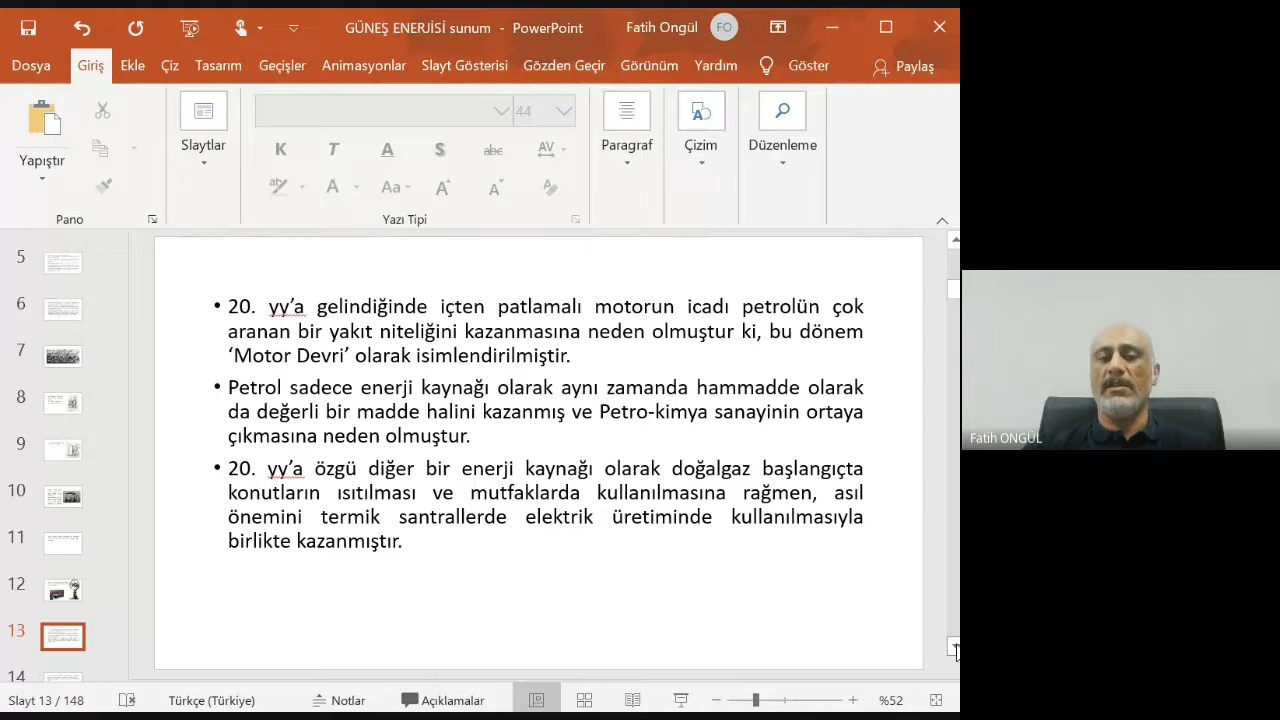 GÜNEŞ ENERJİSİ sunum - PowerPoint
Fatih Ongül
FO
Dosya
Giriş
Ekle
Çiz
Tasarım
Geçişler
Animasyonlar
Slayt Gösterisi
Gözden Geçir
Görünüm
Yardım
Göster
Paylaş
Yapıştır
Pano
Slaytlar
44
K
T
A
S
abc
AV
ab
A
Aa
A
A
A
Yazı Tipi
Paragraf
Çizim
Düzenleme
5
6
7
8
9
10
11
12
13
14
• 20. yy’a gelindiğinde içten patlamalı motorun icadı petrolün çok
aranan bir yakıt niteliğini kazanmasına neden olmuştur ki, bu dönem
‘Motor Devri’ olarak isimlendirilmiştir.
• Petrol sadece enerji kaynağı olarak aynı zamanda hammadde olarak
da değerli bir madde halini kazanmış ve Petro-kimya sanayinin ortaya
çıkmasına neden olmuştur.
• 20. yy’a özgü diğer bir enerji kaynağı olarak doğalgaz başlangıçta
konutların ısıtılması ve mutfaklarda kullanılmasına rağmen, asıl
önemini termik santrallerde elektrik üretiminde kullanılmasıyla
birlikte kazanmıştır.
Fatih ONGÜL
Slayt 13 / 148
Türkçe (Türkiye)
Notlar
Açıklamalar
%52